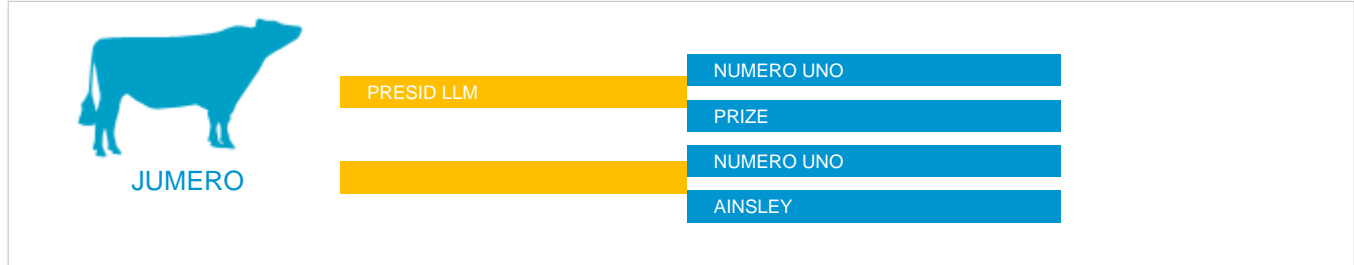 NUMERO UNO
PRESID LLM
PRIZE
NUMERO UNO
JUMERO
AINSLEY